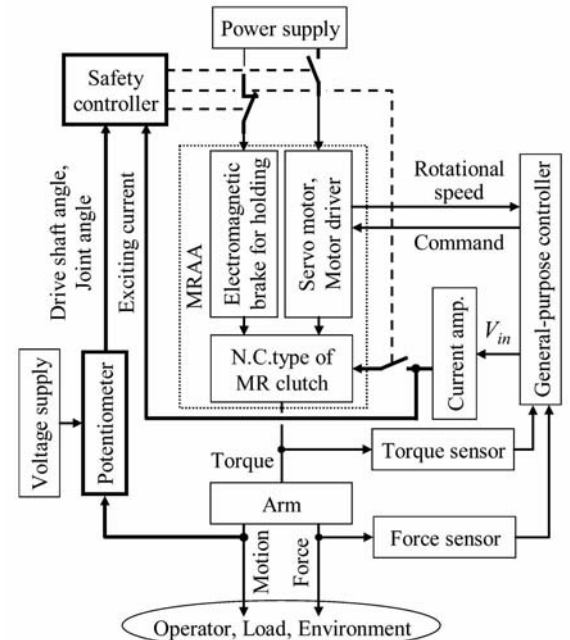 Power supply
Safety
controller
Drive shaft angle,
Joint angle
Exciting current
MRAA
Electromagnetic
brake for holding
Servo motor,
Motor driver
Rotational
speed
Command
General-purpose controller
N.C.type of
MR clutch
Current amp.
V_in
Voltage supply
Potentiometer
Torque
Torque sensor
Arm
Motion
Force
Force sensor
Operator, Load, Environment